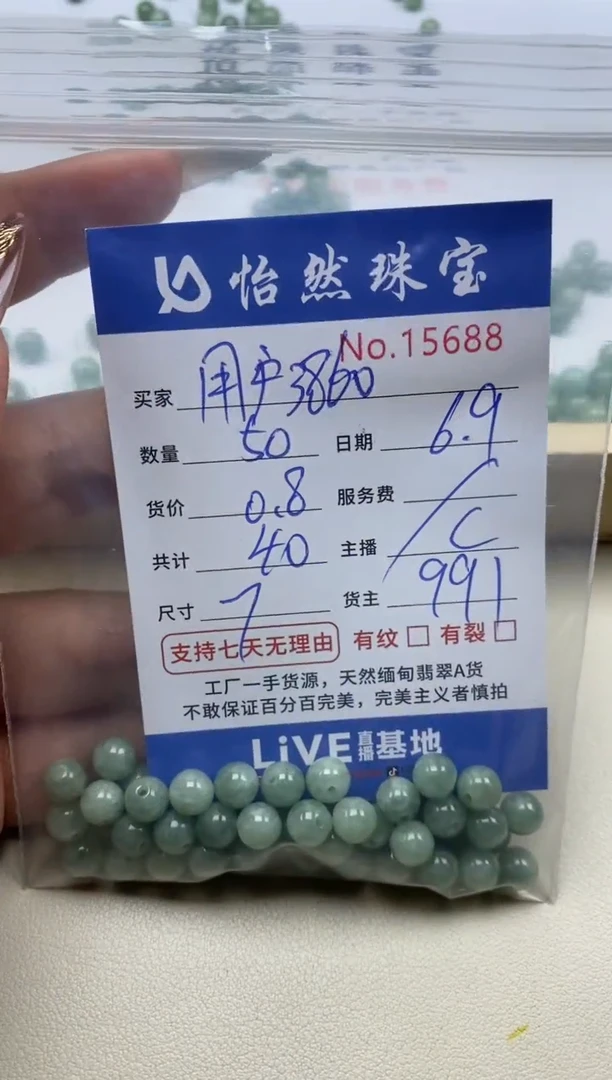 怡然珠宝
No.15688
买家 用户3860
数量 50 日期 6.9
货价 0.8 服务费 /
共计 40 主播 C
尺寸 7 货主 991
支持七天无理由 有纹 有裂
工厂一手货源，天然缅甸翡翠A货
不敢保证百分百完美，完美主义者慎拍
LiVE直播基地